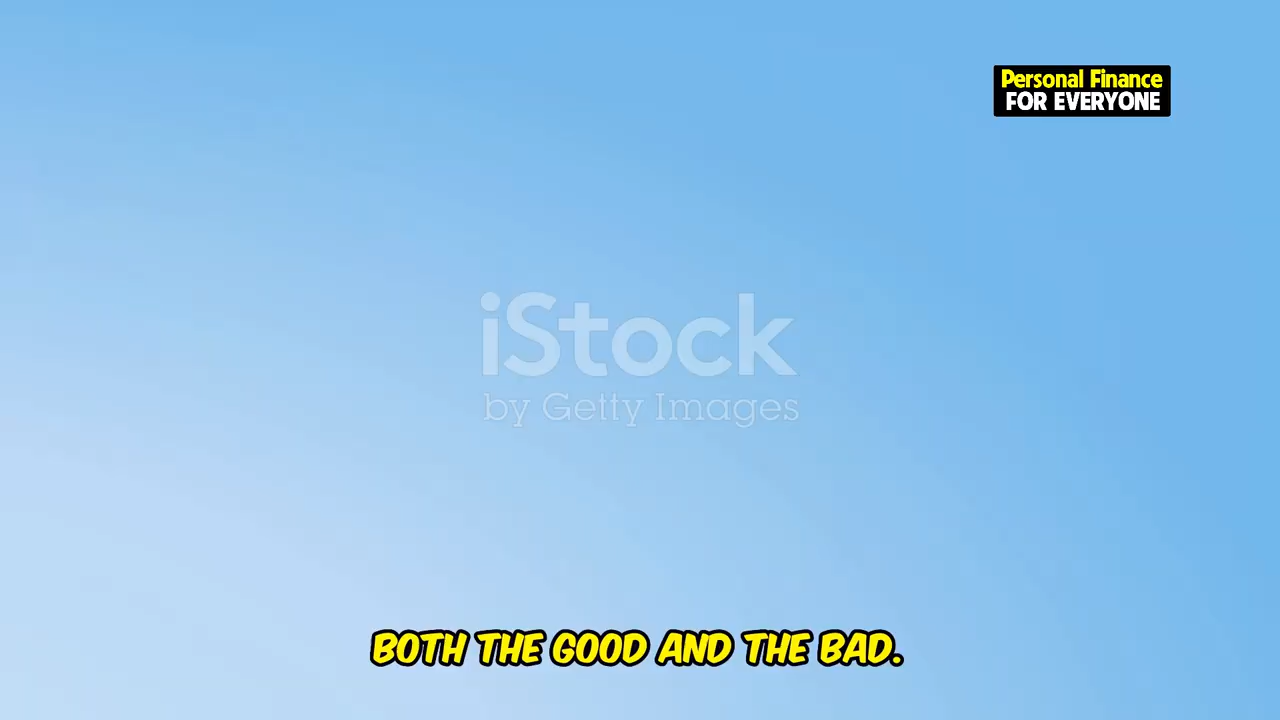 Personal Finance
FOR EVERYONE
iStock
by Getty Images
BOTH THE GOOD AND THE BAD.